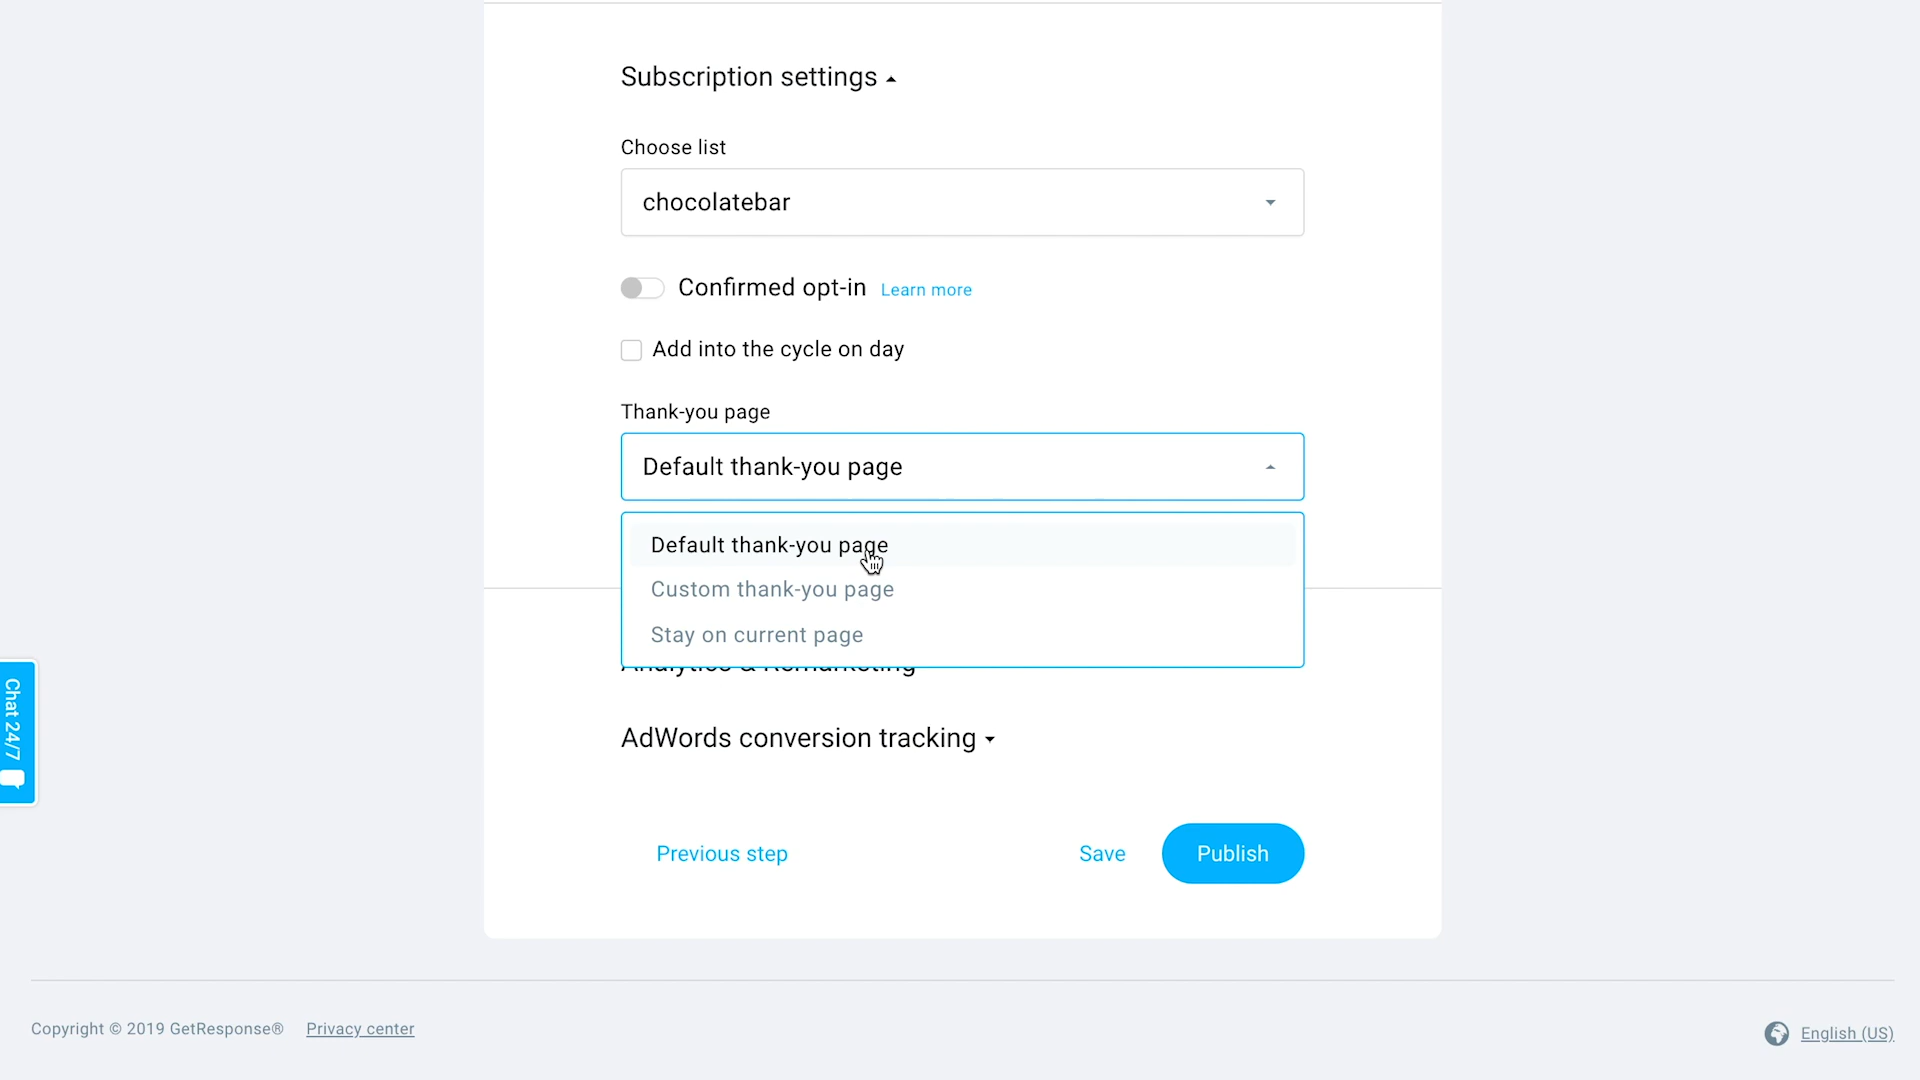 Subscription settings
Choose list
chocolatebar
Confirmed opt-in Learn more
Add into the cycle on day
Thank-you page
Default thank-you page
Default thank-you page
Custom thank-you page
Stay on current page
Analytics & Remarketing
AdWords conversion tracking
Previous step Save Publish
Chat 24/7
Copyright © 2019 GetResponse® Privacy center English (US)